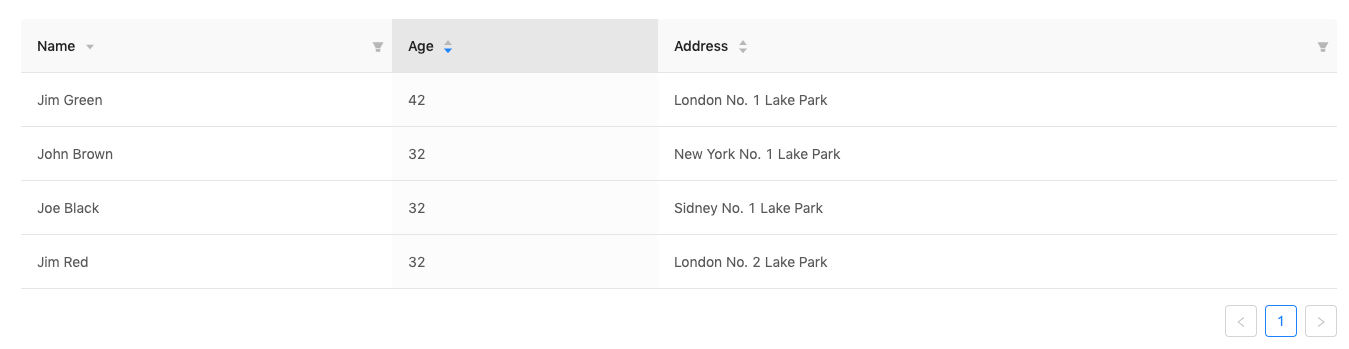 Name Age Address
Jim Green 42 London No. 1 Lake Park
John Brown 32 New York No. 1 Lake Park
Joe Black 32 Sidney No. 1 Lake Park
Jim Red 32 London No. 2 Lake Park
1